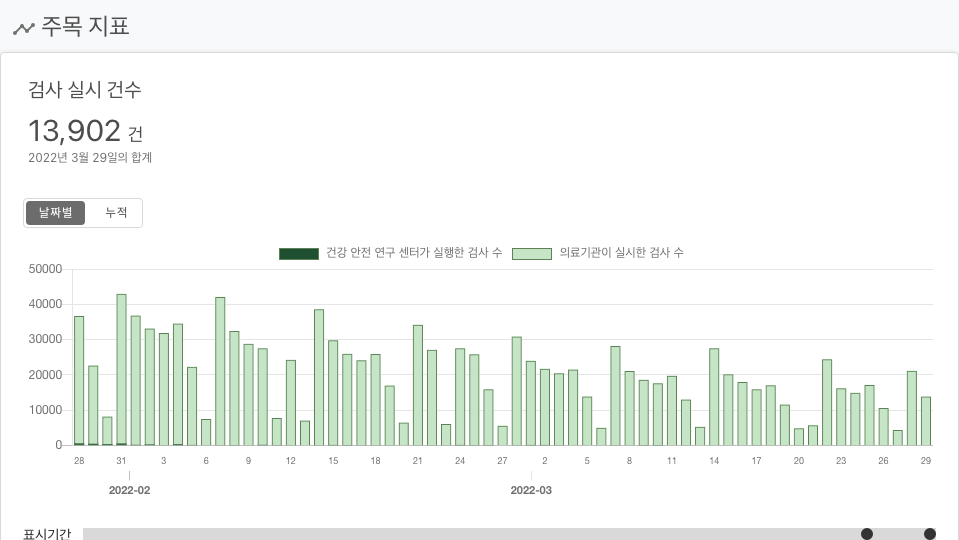 주목 지표
검사 실시 건수
13,902 건
2022년 3월 29일의 합계
날짜별 누적
건강 안전 연구 센터가 실행한 검사 수 의료기관이 실시한 검사 수
50000
40000
30000
20000
10000
0
28 31 3 6 9 12 15 18 21 24 27 2 5 8 11 14 17 20 23 26 29
2022-02 2022-03
표시기간